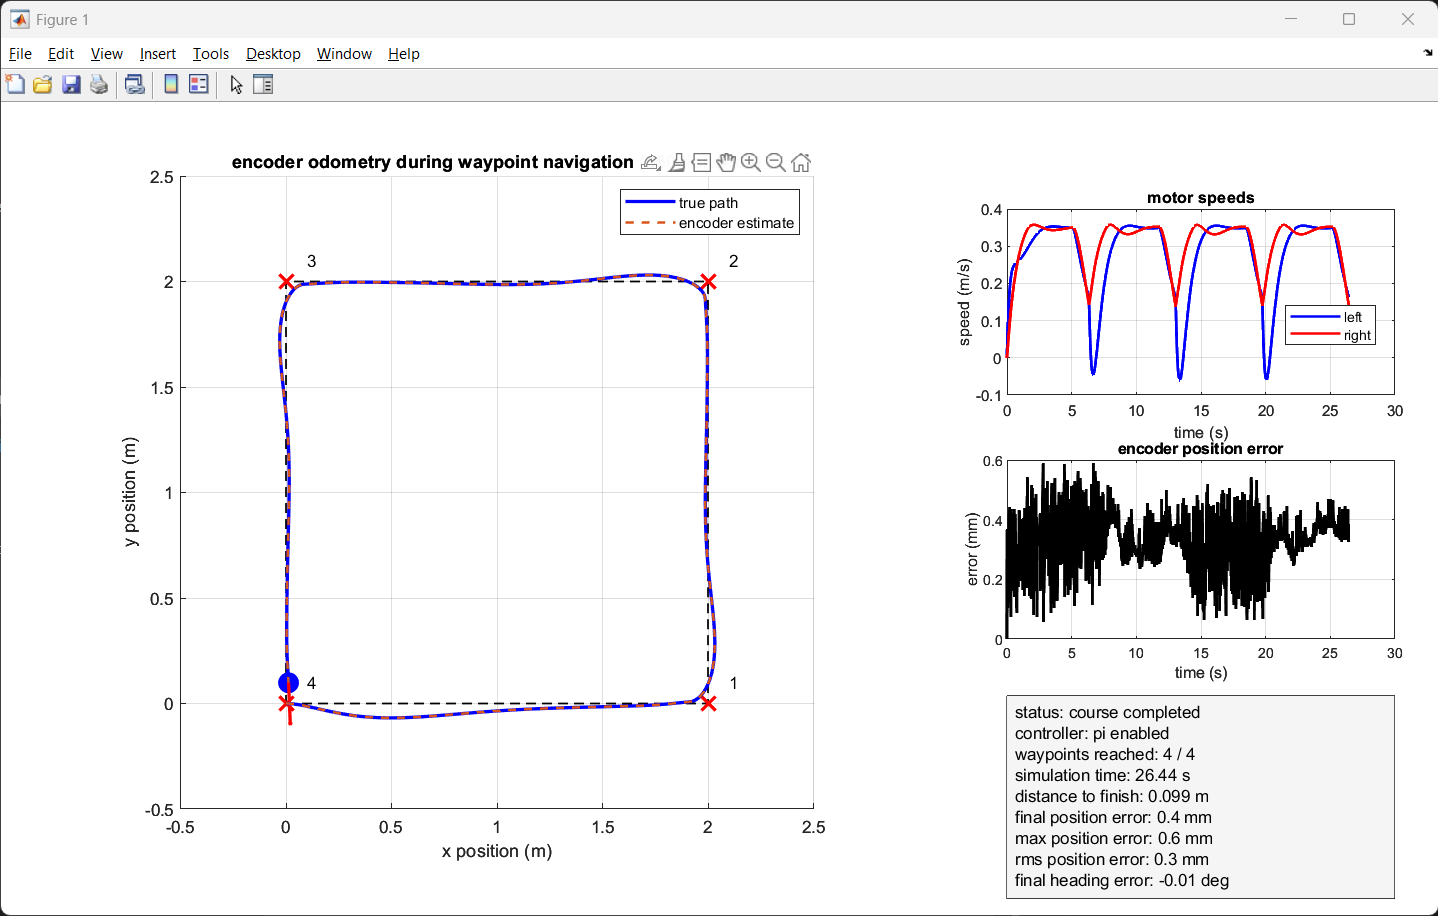 Figure 1
File Edit View Insert Tools Desktop Window Help
encoder odometry during waypoint navigation
true path
encoder estimate
3
2
4
1
2.5
2
1.5
1
0.5
0
-0.5
-0.5 0 0.5 1 1.5 2 2.5
x position (m)
y position (m)
motor speeds
0.4
0.3
0.2
0.1
0
-0.1
left
right
0 5 10 15 20 25 30
time (s)
speed (m/s)
encoder position error
0.6
0.4
0.2
0
0 5 10 15 20 25 30
time (s)
error (mm)
status: course completed
controller: pi enabled
waypoints reached: 4 / 4
simulation time: 26.44 s
distance to finish: 0.099 m
final position error: 0.4 mm
max position error: 0.6 mm
rms position error: 0.3 mm
final heading error: -0.01 deg